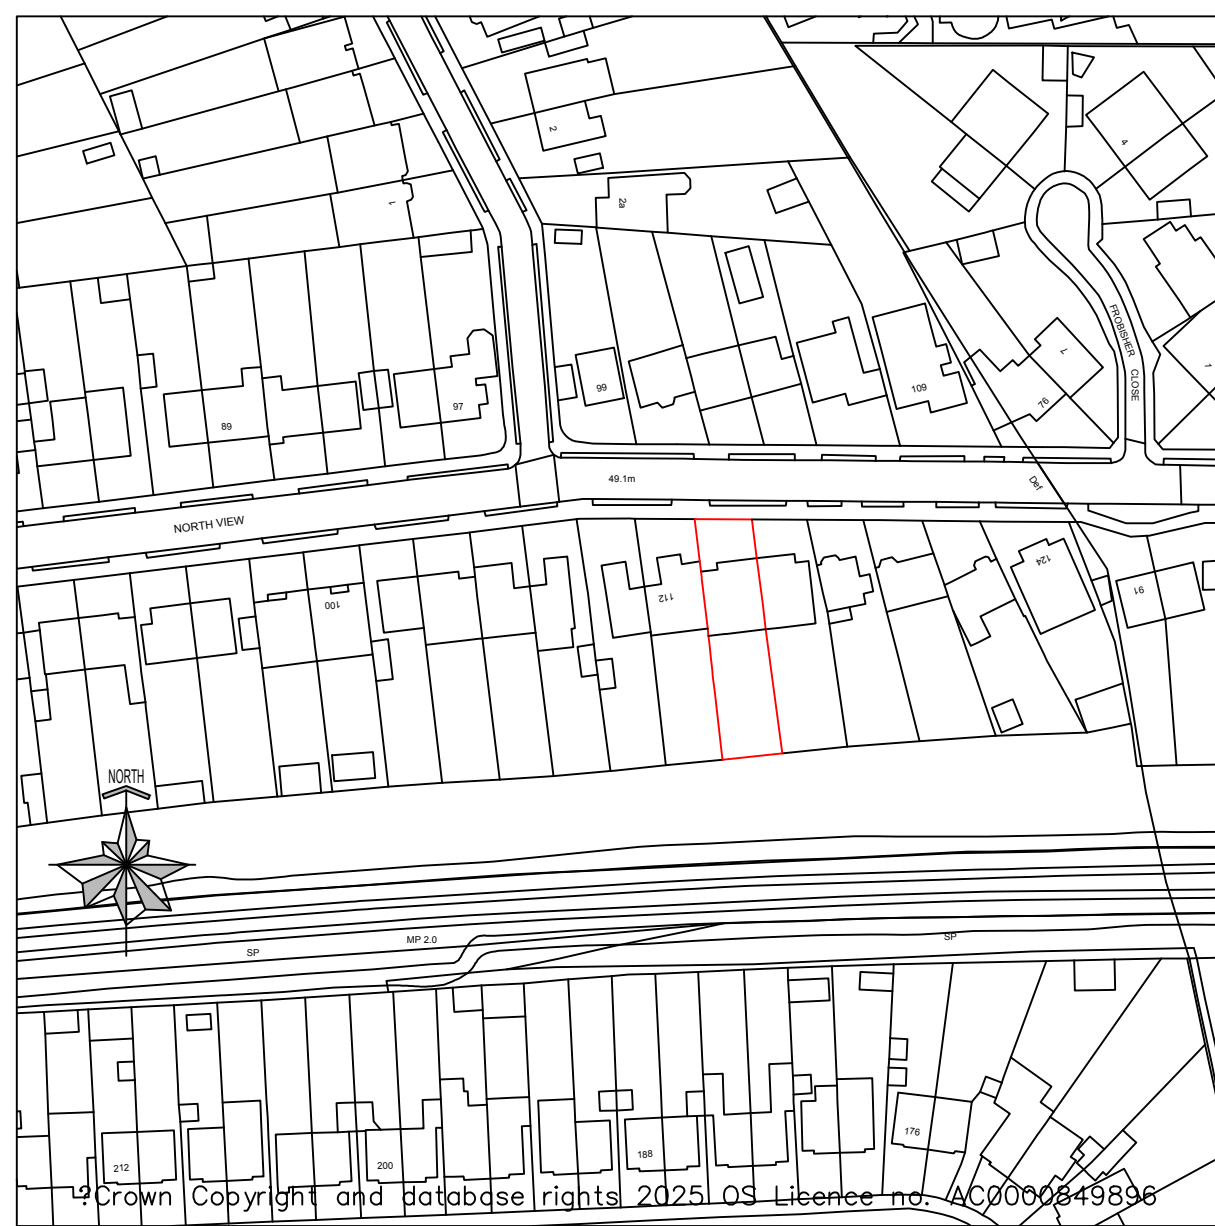 2
4
1
2a
FROBISHER CLOSE
7
1
99
109
76
97
89
49.1m
Def
NORTH VIEW
124
91
112
100
NORTH
MP 2.0
SP
SP
176
188
200
212
?Crown Copyright and database rights 2025 OS Licence no. AC0000849896